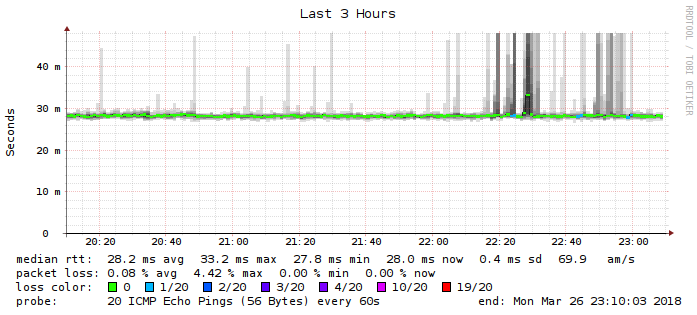 Last 3 Hours
RRDTOOL / TOBI OETIKER
Seconds
40 m
30 m
20 m
10 m
0
20:20 20:40 21:00 21:20 21:40 22:00 22:20 22:40 23:00
median rtt: 28.2 ms avg 33.2 ms max 27.8 ms min 28.0 ms now 0.4 ms sd 69.9 am/s
packet loss: 0.08 % avg 4.42 % max 0.00 % min 0.00 % now
loss color: 0 1/20 2/20 3/20 4/20 10/20 19/20
probe: 20 ICMP Echo Pings (56 Bytes) every 60s end: Mon Mar 26 23:10:03 2018